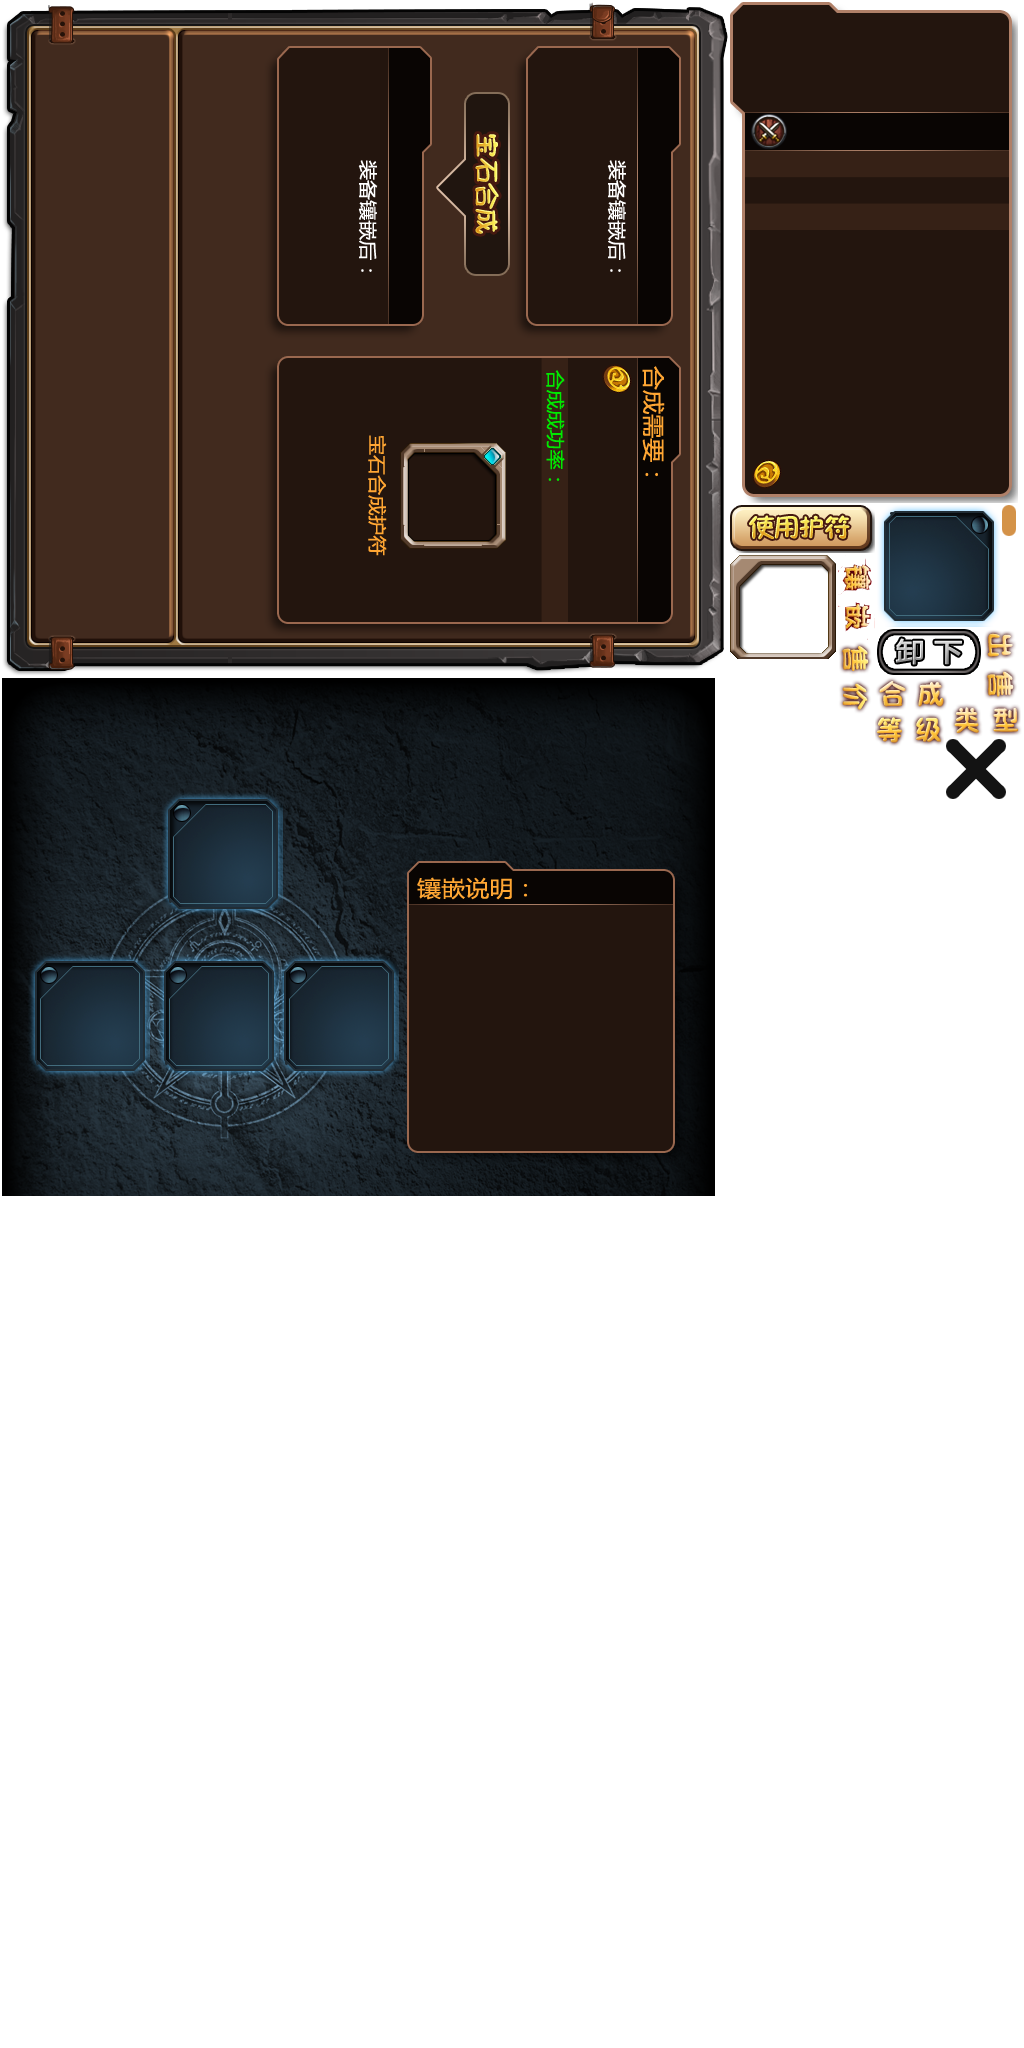 宝石合成
装备镶嵌后：
装备镶嵌后：
合成需要：
合成成功率：
宝石合成护符
使用护符
镶嵌
售价
卸下
出售
合成
等级
类型
镶嵌说明：